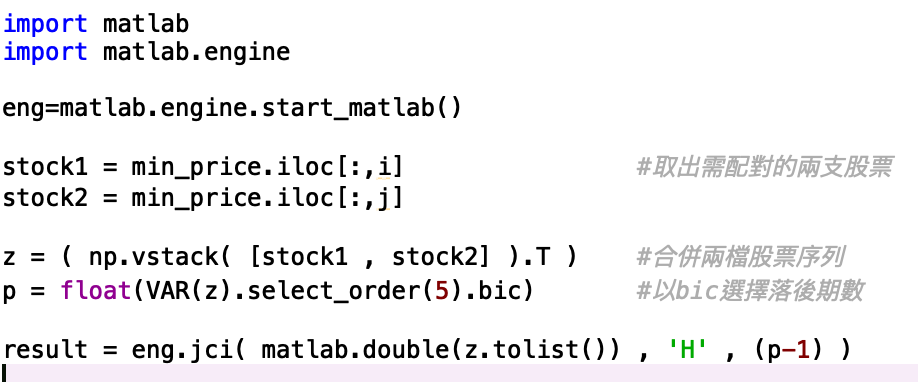 import matlab
import matlab.engine
eng=matlab.engine.start_matlab()
stock1 = min_price.iloc[:,i] #取出需配對的兩支股票
stock2 = min_price.iloc[:,j]
z = ( np.vstack( [stock1 , stock2] ).T ) #合併兩檔股票序列
p = float(VAR(z).select_order(5).bic) #以bic選擇落後期數
result = eng.jci( matlab.double(z.tolist()) , 'H' , (p-1) )